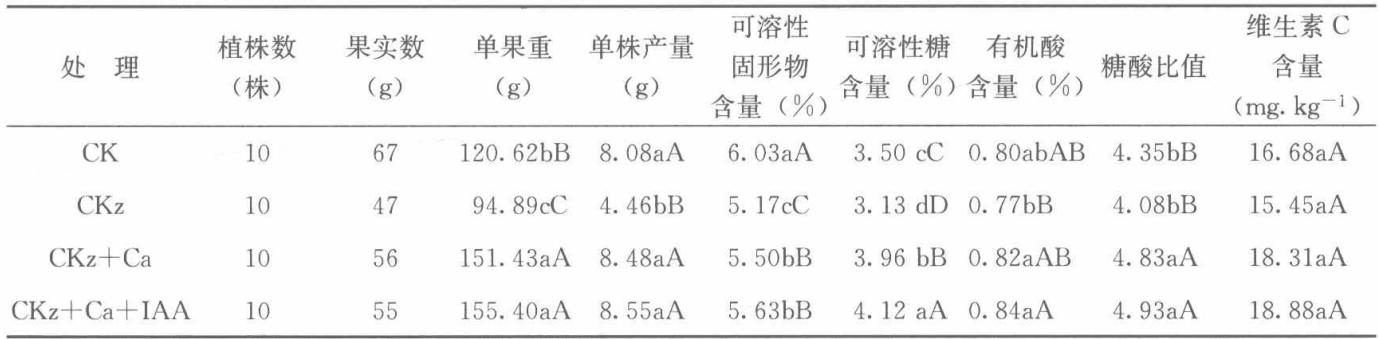 处 理 植株数（株） 果实数（g） 单果重（g） 单株产量（g） 可溶性固形物含量（%） 可溶性糖含量（%） 有机酸含量（%） 糖酸比值 维生素 C 含量（mg. kg⁻¹）
CK 10 67 120.62bB 8.08aA 6.03aA 3.50 cC 0.80abAB 4.35bB 16.68aA
CKz 10 47 94.89cC 4.46bB 5.17cC 3.13 dD 0.77bB 4.08bB 15.45aA
CKz+Ca 10 56 151.43aA 8.48aA 5.50bB 3.96 bB 0.82aAB 4.83aA 18.31aA
CKz+Ca+IAA 10 55 155.40aA 8.55aA 5.63bB 4.12 aA 0.84aA 4.93aA 18.88aA